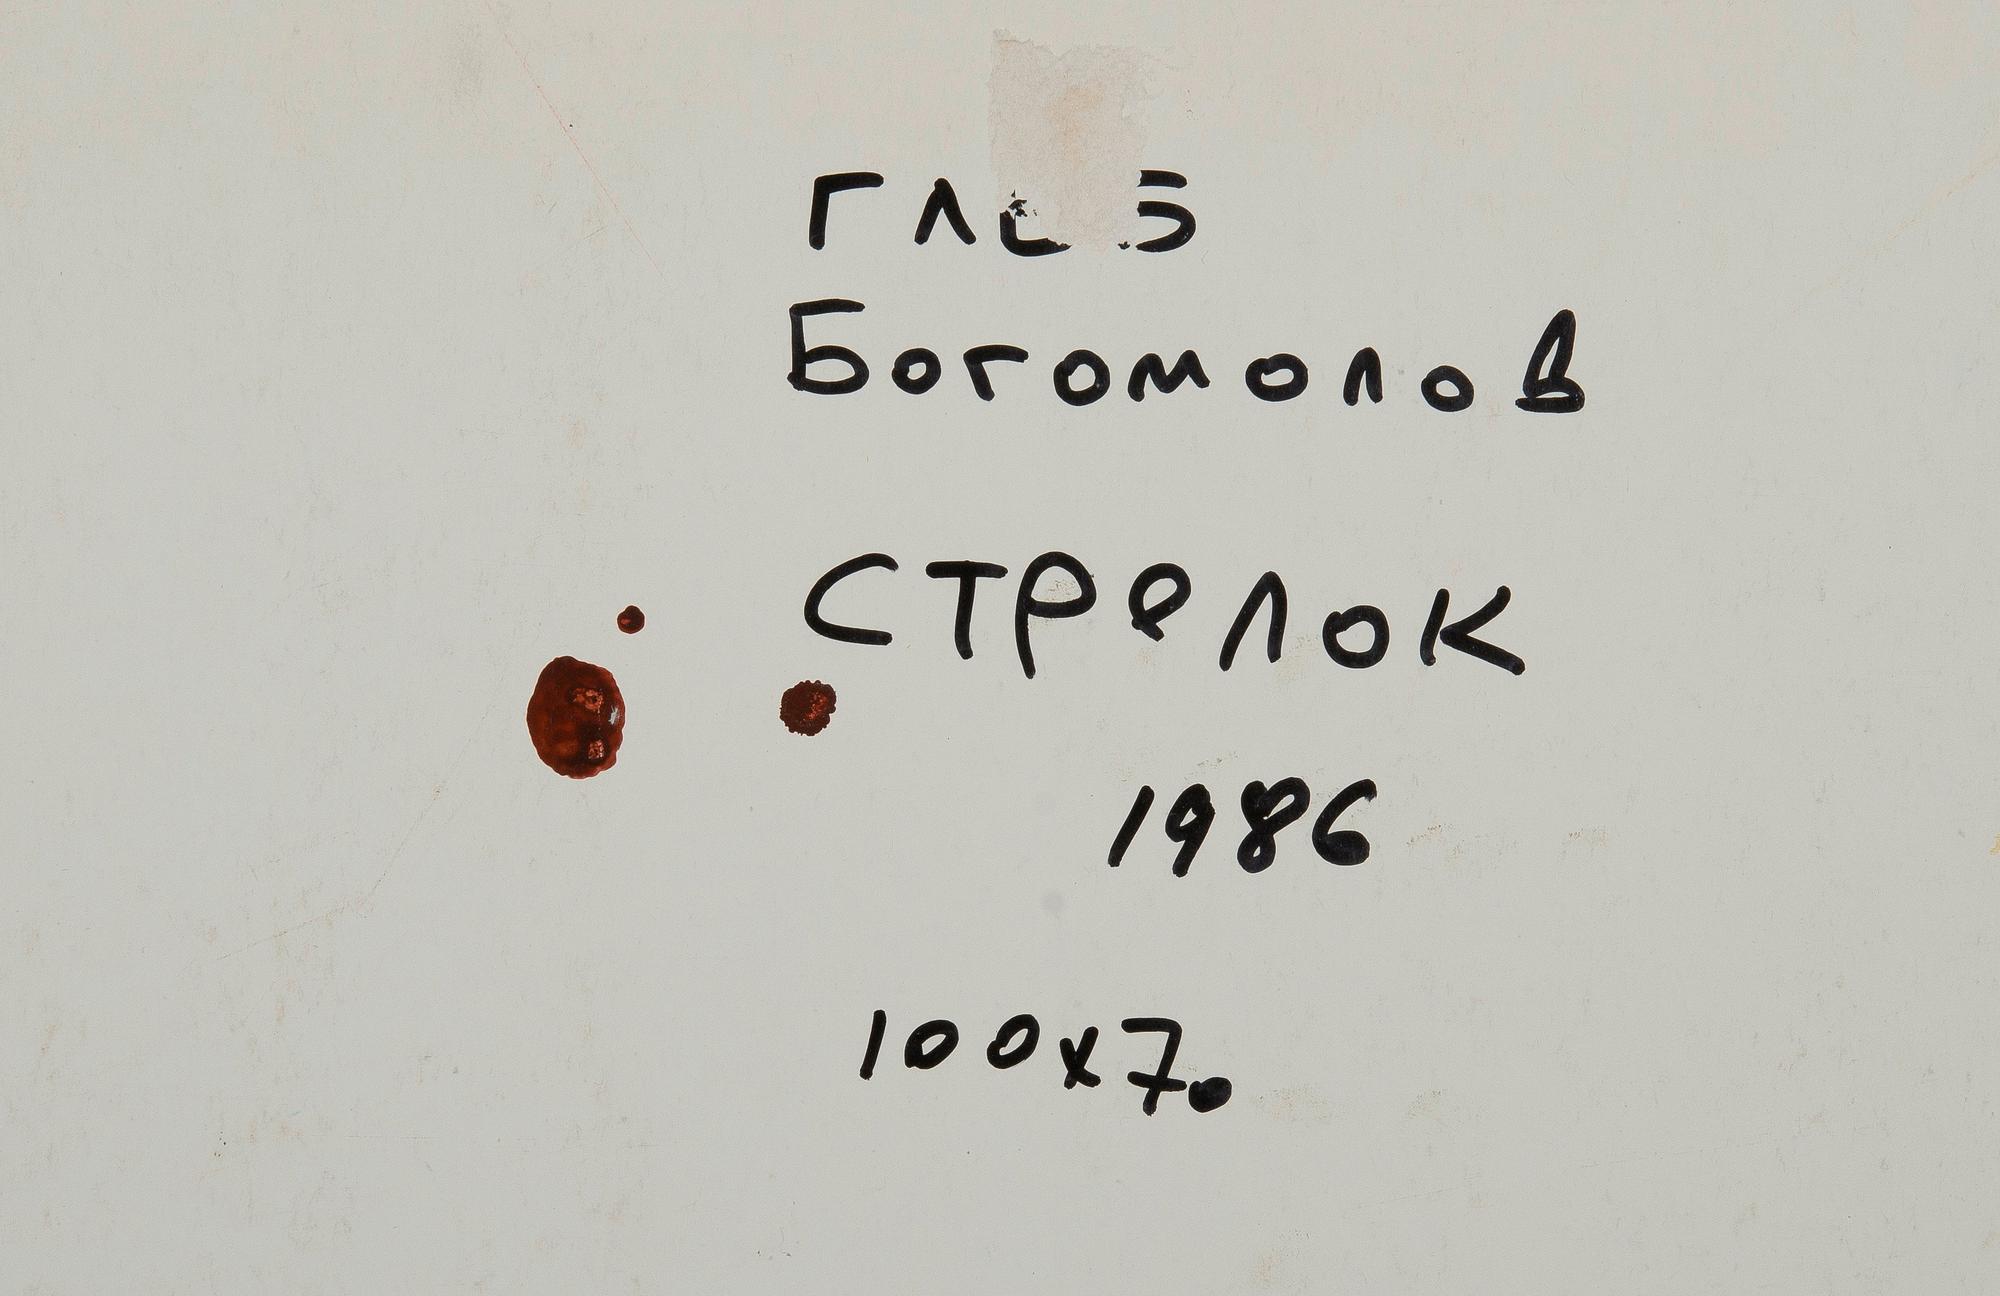 Глеб
Богомолов
Стрелок
1986
100x70